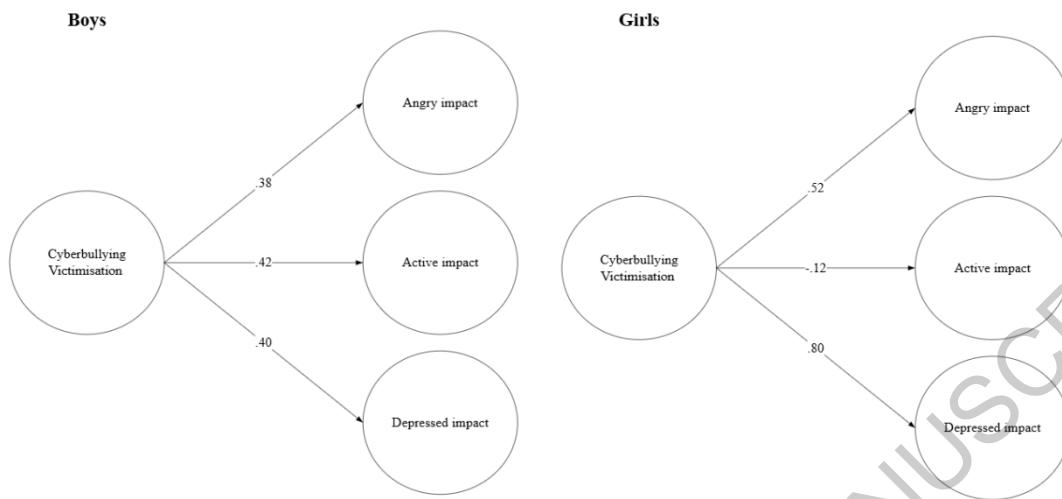 Boys
Angry impact
.38
Cyberbullying
Victimisation
.42
Active impact
.40
Depressed impact
Girls
Angry impact
.52
Cyberbullying
Victimisation
-.12
Active impact
.80
Depressed impact